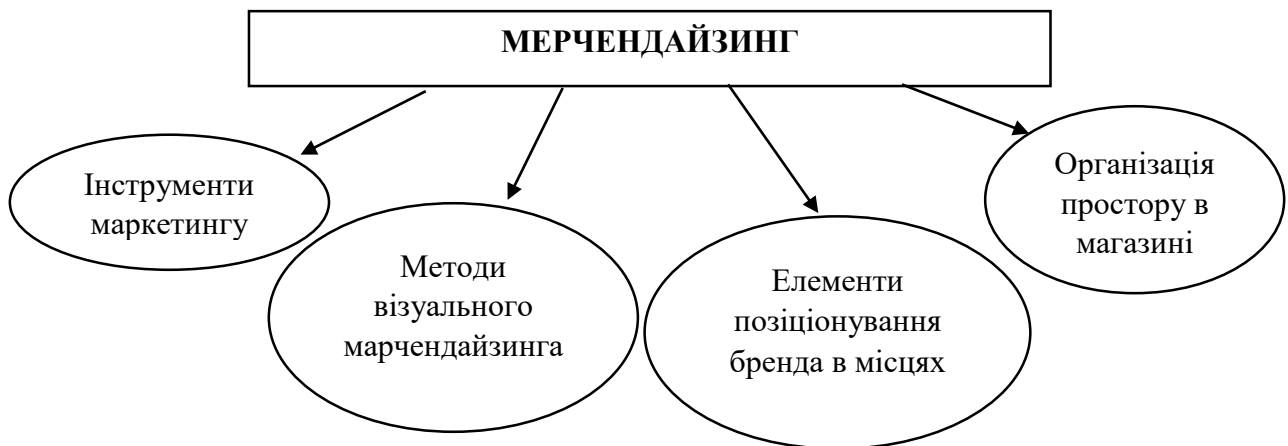 МЕРЧЕНДАЙЗИНГ
Інструменти
маркетингу
Методи
візуального
марчендайзинга
Елементи
позіціонування
бренда в місцях
Організація
простору в
магазині